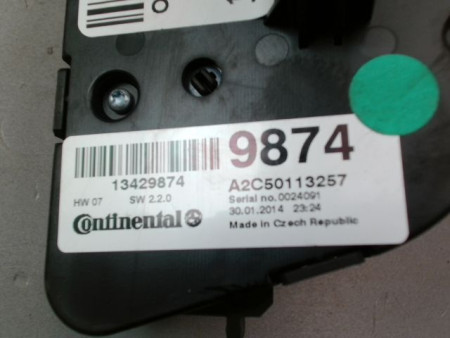 9874
13429874
A2C50113257
HW 07 SW 2.2.0
Serial no. 0024091
30.01.2014 23:24
Continental
Made in Czech Republic